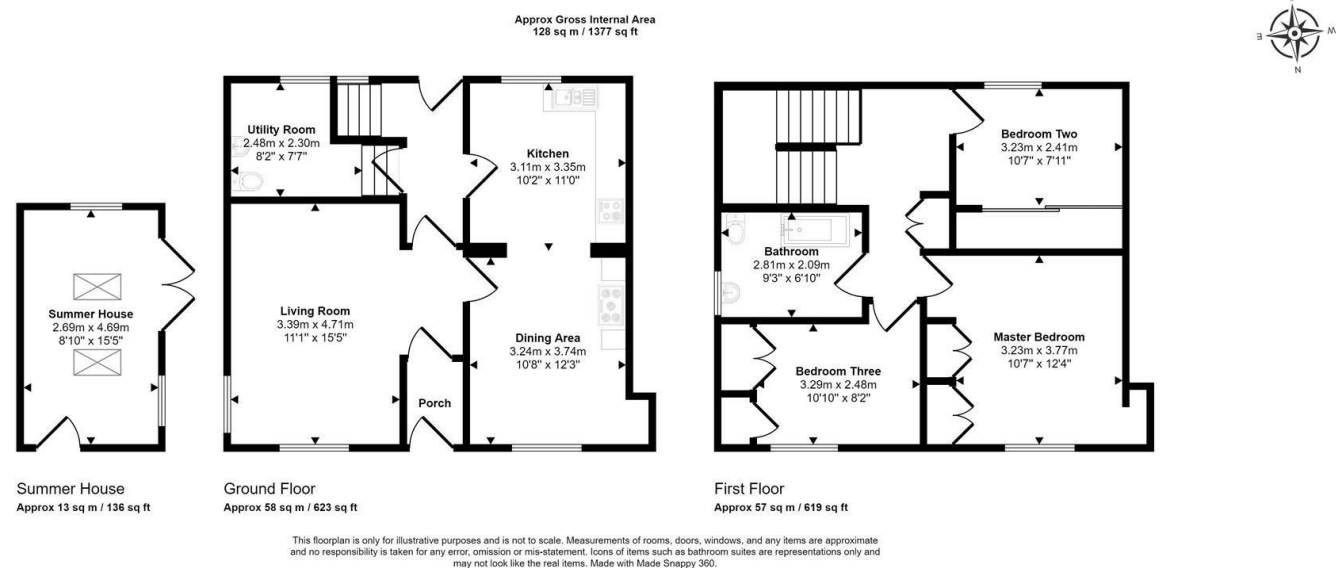 Approx Gross Internal Area
128 sq m / 1377 sq ft
E
W
N
Utility Room
2.48m x 2.30m
8'2" x 7'7"
Kitchen
3.11m x 3.35m
10'2" x 11'0"
Bedroom Two
3.23m x 2.41m
10'7" x 7'11"
Summer House
2.69m x 4.69m
8'10" x 15'5"
Living Room
3.39m x 4.71m
11'1" x 15'5"
Dining Area
3.24m x 3.74m
10'8" x 12'3"
Porch
Bathroom
2.81m x 2.09m
9'3" x 6'10"
Bedroom Three
3.29m x 2.48m
10'10" x 8'2"
Master Bedroom
3.23m x 3.77m
10'7" x 12'4"
Summer House
Approx 13 sq m / 136 sq ft
Ground Floor
Approx 58 sq m / 623 sq ft
First Floor
Approx 57 sq m / 619 sq ft
This floorplan is only for illustrative purposes and is not to scale. Measurements of rooms, doors, windows, and any items are approximate
and no responsibility is taken for any error, omission or mis-statement. Icons of items such as bathroom suites are representations only and
may not look like the real items. Made with Made Snappy 360.